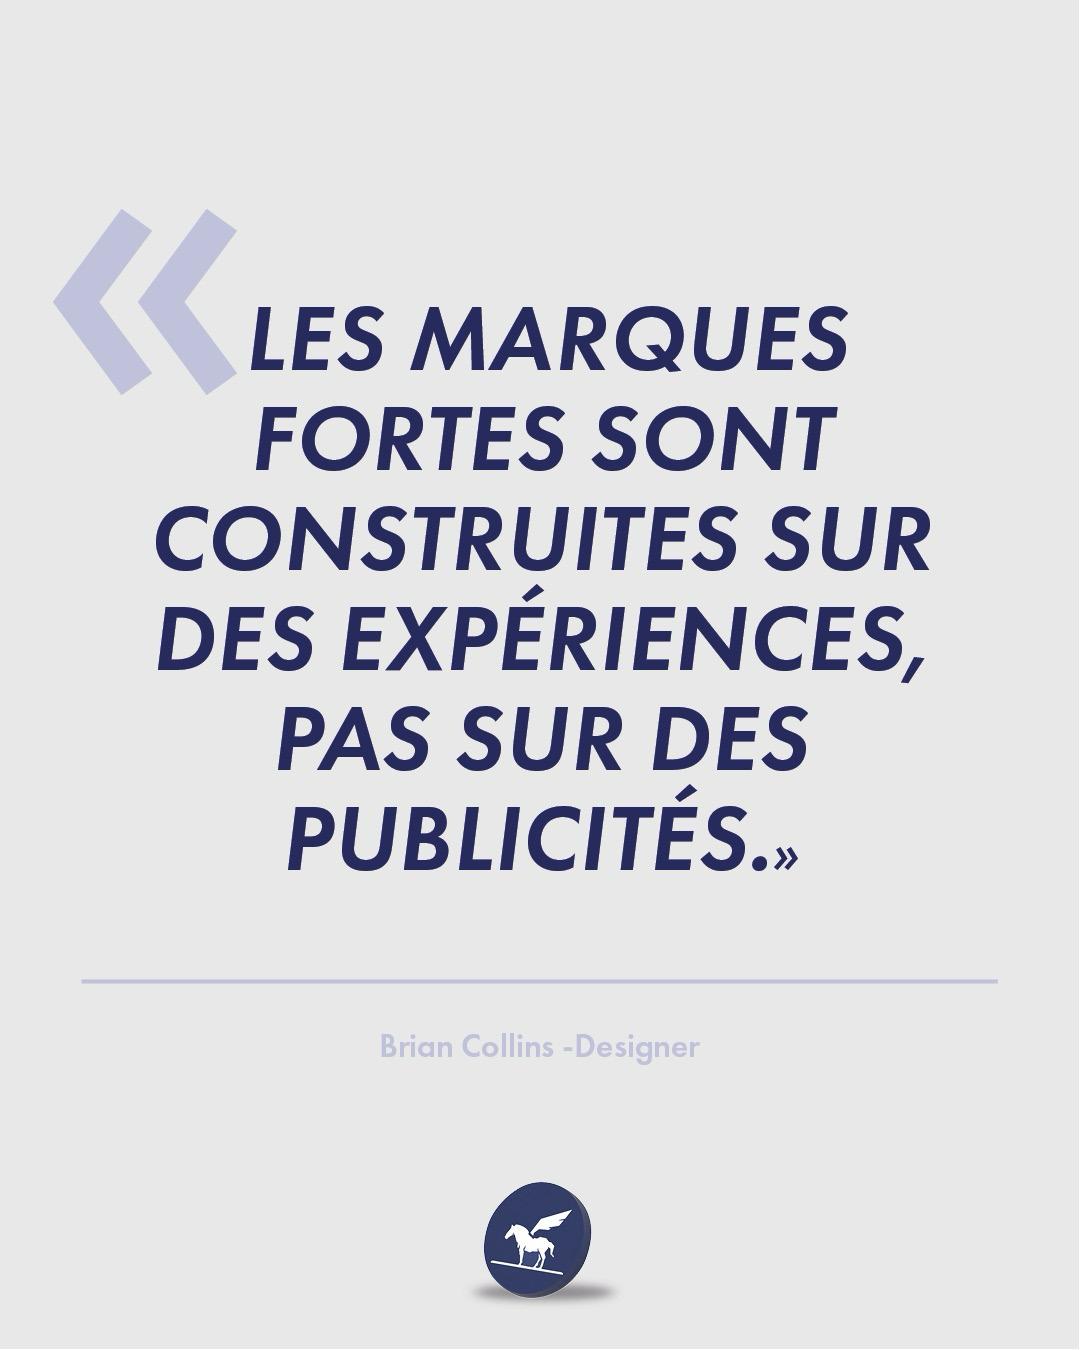 « LES MARQUES
FORTES SONT
CONSTRUITES SUR
DES EXPÉRIENCES,
PAS SUR DES
PUBLICITÉS.»
Brian Collins -Designer